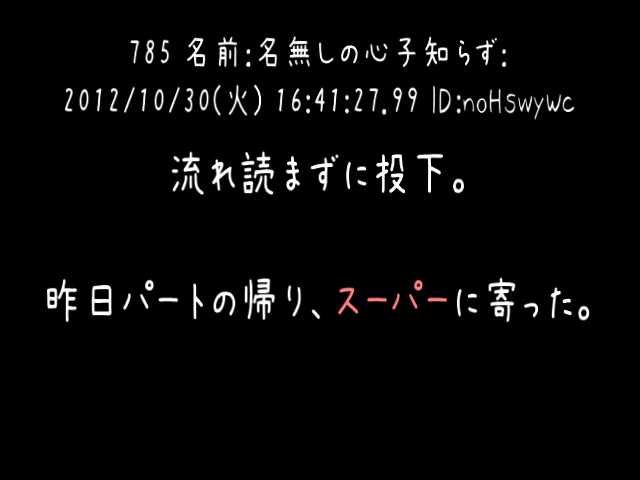 785 名前:名無しの心子知らず:
2012/10/30(火) 16:41:27.99 ID:noHswywc
流れ読まずに投下。
昨日パートの帰り、スーパーに寄った。